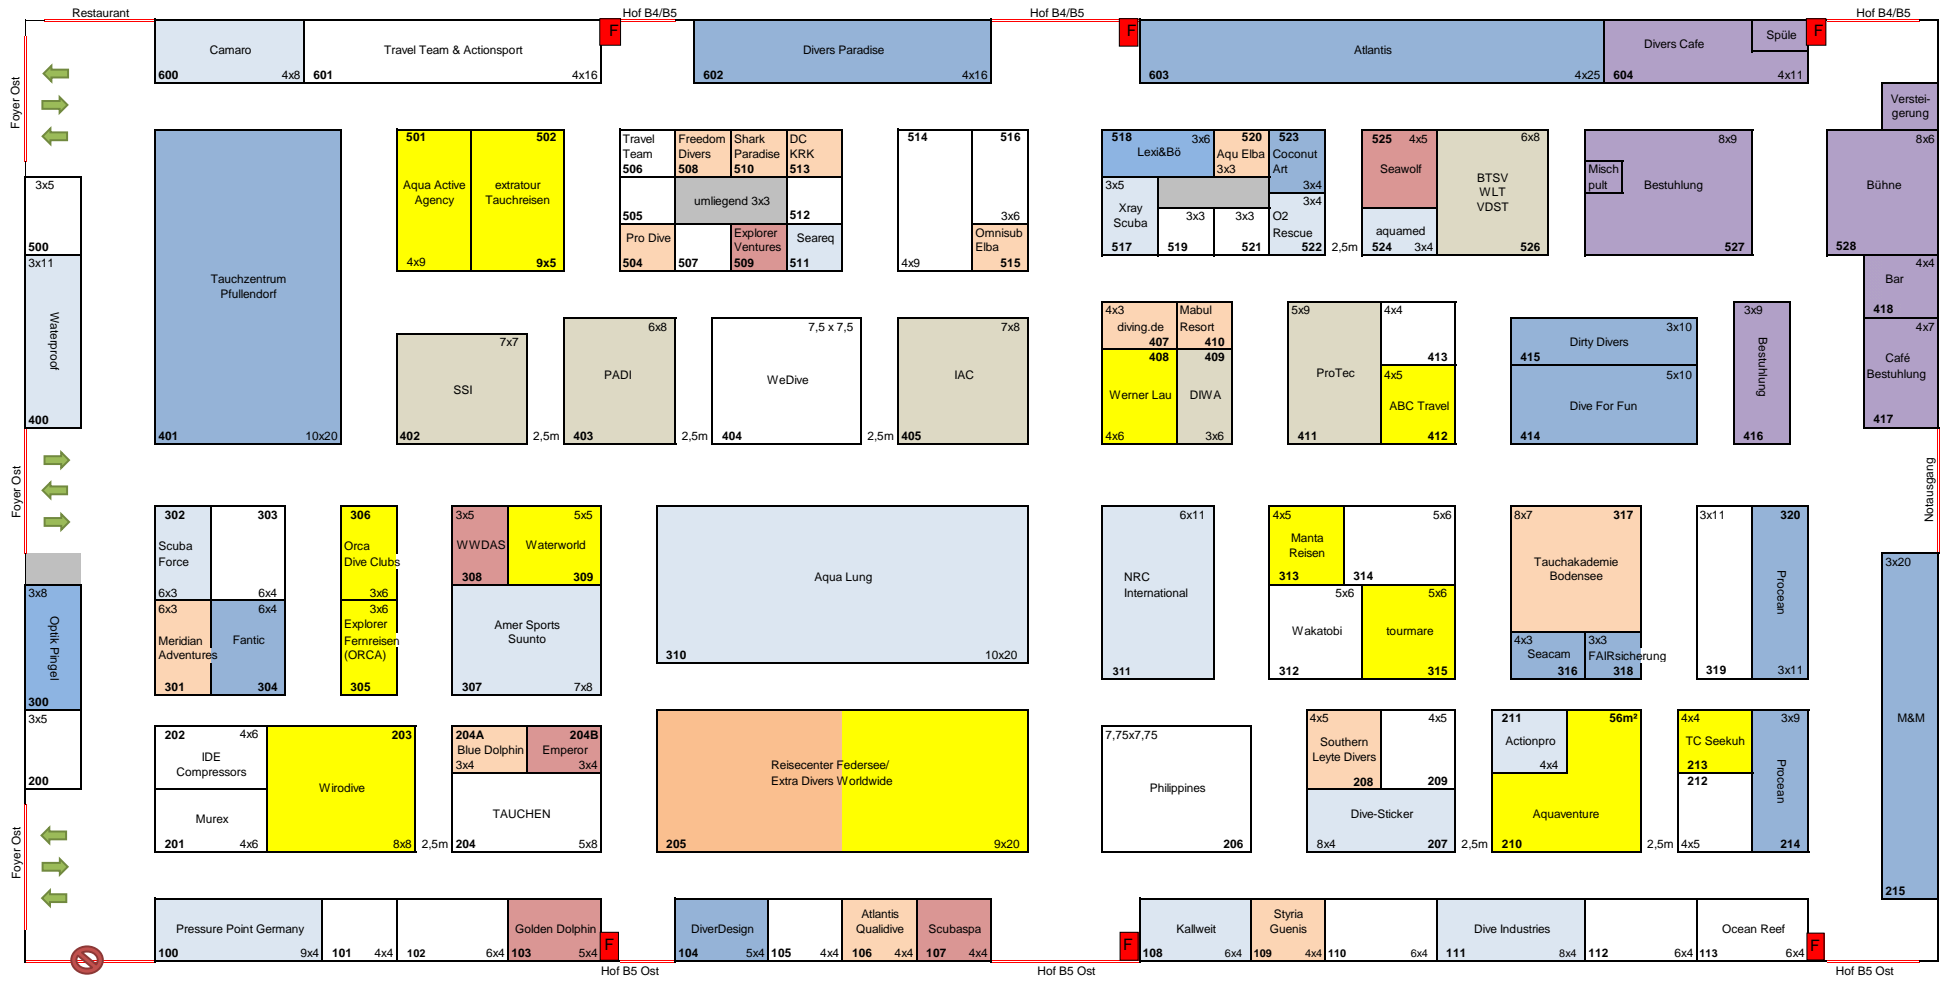 Restaurant
Hof B4/B5
Hof B4/B5
Hof B4/B5
Foyer Ost
Camaro
600
4x8
Travel Team & Actionsport
601
4x16
F
Divers Paradise
602
4x16
F
Atlantis
603
4x25
Divers Cafe
604
4x11
Spüle
F
Verstei-
gerung
Tauchzentrum
Pfullendorf
401
10x20
501
Aqua Active
Agency
4x9
502
extratour
Tauchreisen
9x5
Travel
Team
506
Freedom
Divers
508
Shark
Paradise
510
DC
KRK
513
505
umliegend 3x3
512
Pro Dive
504
507
Explorer
Ventures
509
Seareq
511
514
4x9
516
3x6
Omnisub
Elba
515
518
3x6
Lexi&Bö
520
Aqu Elba
3x3
523
Coconut
Art
3x4
3x5
Xray
Scuba
517
3x3
519
3x3
521
3x4
O2
Rescue
522
2,5m
525
4x5
Seawolf
aquamed
524
3x4
6x8
BTSV
WLT
VDST
526
8x9
Misch
pult
Bestuhlung
527
8x6
Bühne
528
3x5
500
3x11
Waterproof
400
7x7
SSI
402
2,5m
6x8
PADI
403
2,5m
7,5 x 7,5
WeDive
404
2,5m
7x8
IAC
405
4x3
diving.de
407
Mabul
Resort
410
408
Werner Lau
4x6
409
DIWA
3x6
5x9
ProTec
411
4x4
413
4x5
ABC Travel
412
3x10
Dirty Divers
415
5x10
Dive For Fun
414
3x9
Bestuhlung
416
4x4
Bar
418
4x7
Café
Bestuhlung
417
Foyer Ost
Notausgang
302
Scuba
Force
6x3
303
6x4
6x3
Meridian
Adventures
301
6x4
Fantic
304
306
Orca
Dive Clubs
3x6
3x6
Explorer
Fernreisen
(ORCA)
305
3x5
WWDAS
308
5x5
Waterworld
309
Amer Sports
Suunto
307
7x8
Aqua Lung
310
10x20
6x11
NRC
International
311
4x5
Manta
Reisen
313
5x6
314
5x6
Wakatobi
312
5x6
tourmare
315
8x7
317
Tauchakademie
Bodensee
4x3
Seacam
316
3x3
FAIRsicherung
318
3x11
319
320
Procean
3x11
3x20
M&M
215
3x8
Optik Pingel
300
3x5
200
202
4x6
IDE
Compressors
Murex
201
4x6
203
Wirodive
8x8
2,5m
204A
Blue Dolphin
3x4
204B
Emperor
3x4
TAUCHEN
204
5x8
Reisecenter Federsee/
Extra Divers Worldwide
205
9x20
7,75x7,75
Philippines
206
4x5
Southern
Leyte Divers
208
4x5
209
Dive-Sticker
8x4
207
2,5m
211
Actionpro
4x4
56m²
Aquaventure
210
2,5m
4x4
TC Seekuh
213
212
4x5
3x9
Procean
214
Foyer Ost
Pressure Point Germany
100
9x4
101
4x4
102
6x4
Golden Dolphin
103
5x4
F
DiverDesign
104
5x4
105
4x4
Atlantis
Qualidive
106
4x4
Scubaspa
107
4x4
F
Kallweit
108
6x4
Styria
Guenis
109
4x4
110
6x4
Dive Industries
111
8x4
112
6x4
Ocean Reef
113
6x4
F
Hof B5 Ost
Hof B5 Ost
Hof B5 Ost